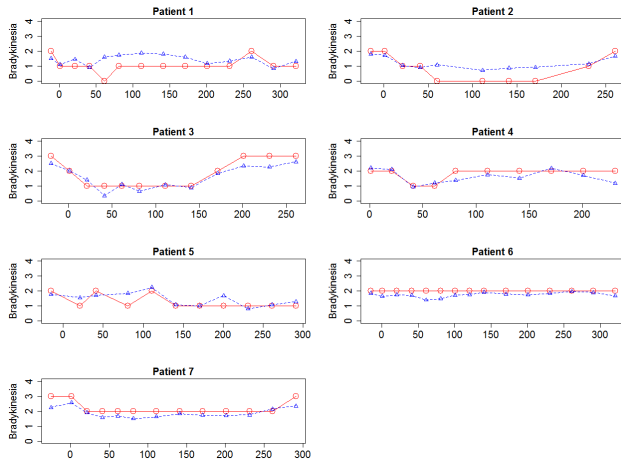 Patient 1
Bradykinesia
0 1 2 3 4
0 50 100 150 200 250 300
Patient 2
Bradykinesia
0 1 2 3 4
0 50 100 150 200 250
Patient 3
Bradykinesia
0 1 2 3 4
0 50 100 150 200 250
Patient 4
Bradykinesia
0 1 2 3 4
0 50 100 150 200
Patient 5
Bradykinesia
0 1 2 3 4
0 50 100 150 200 250 300
Patient 6
Bradykinesia
0 1 2 3 4
0 50 100 150 200 250 300
Patient 7
Bradykinesia
0 1 2 3 4
0 50 100 150 200 250 300